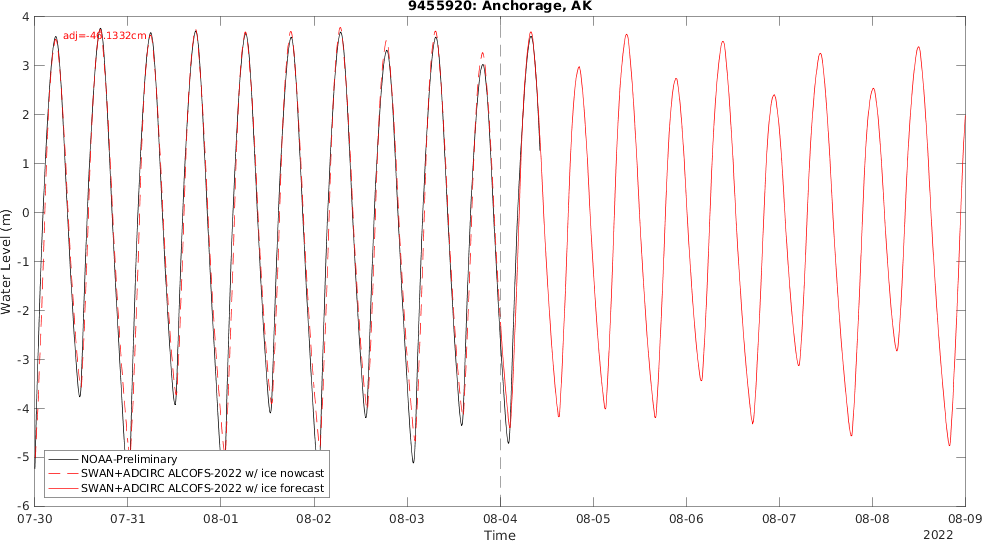 9455920: Anchorage, AK
4
adj=-46.1332cm
3
2
1
0
-1
-2
-3
-4
-5
-6
Water Level (m)
NOAA-Preliminary
SWAN+ADCIRC ALCOFS-2022 w/ ice nowcast
SWAN+ADCIRC ALCOFS-2022 w/ ice forecast
07-30 07-31 08-01 08-02 08-03 08-04 08-05 08-06 08-07 08-08 08-09
Time
2022